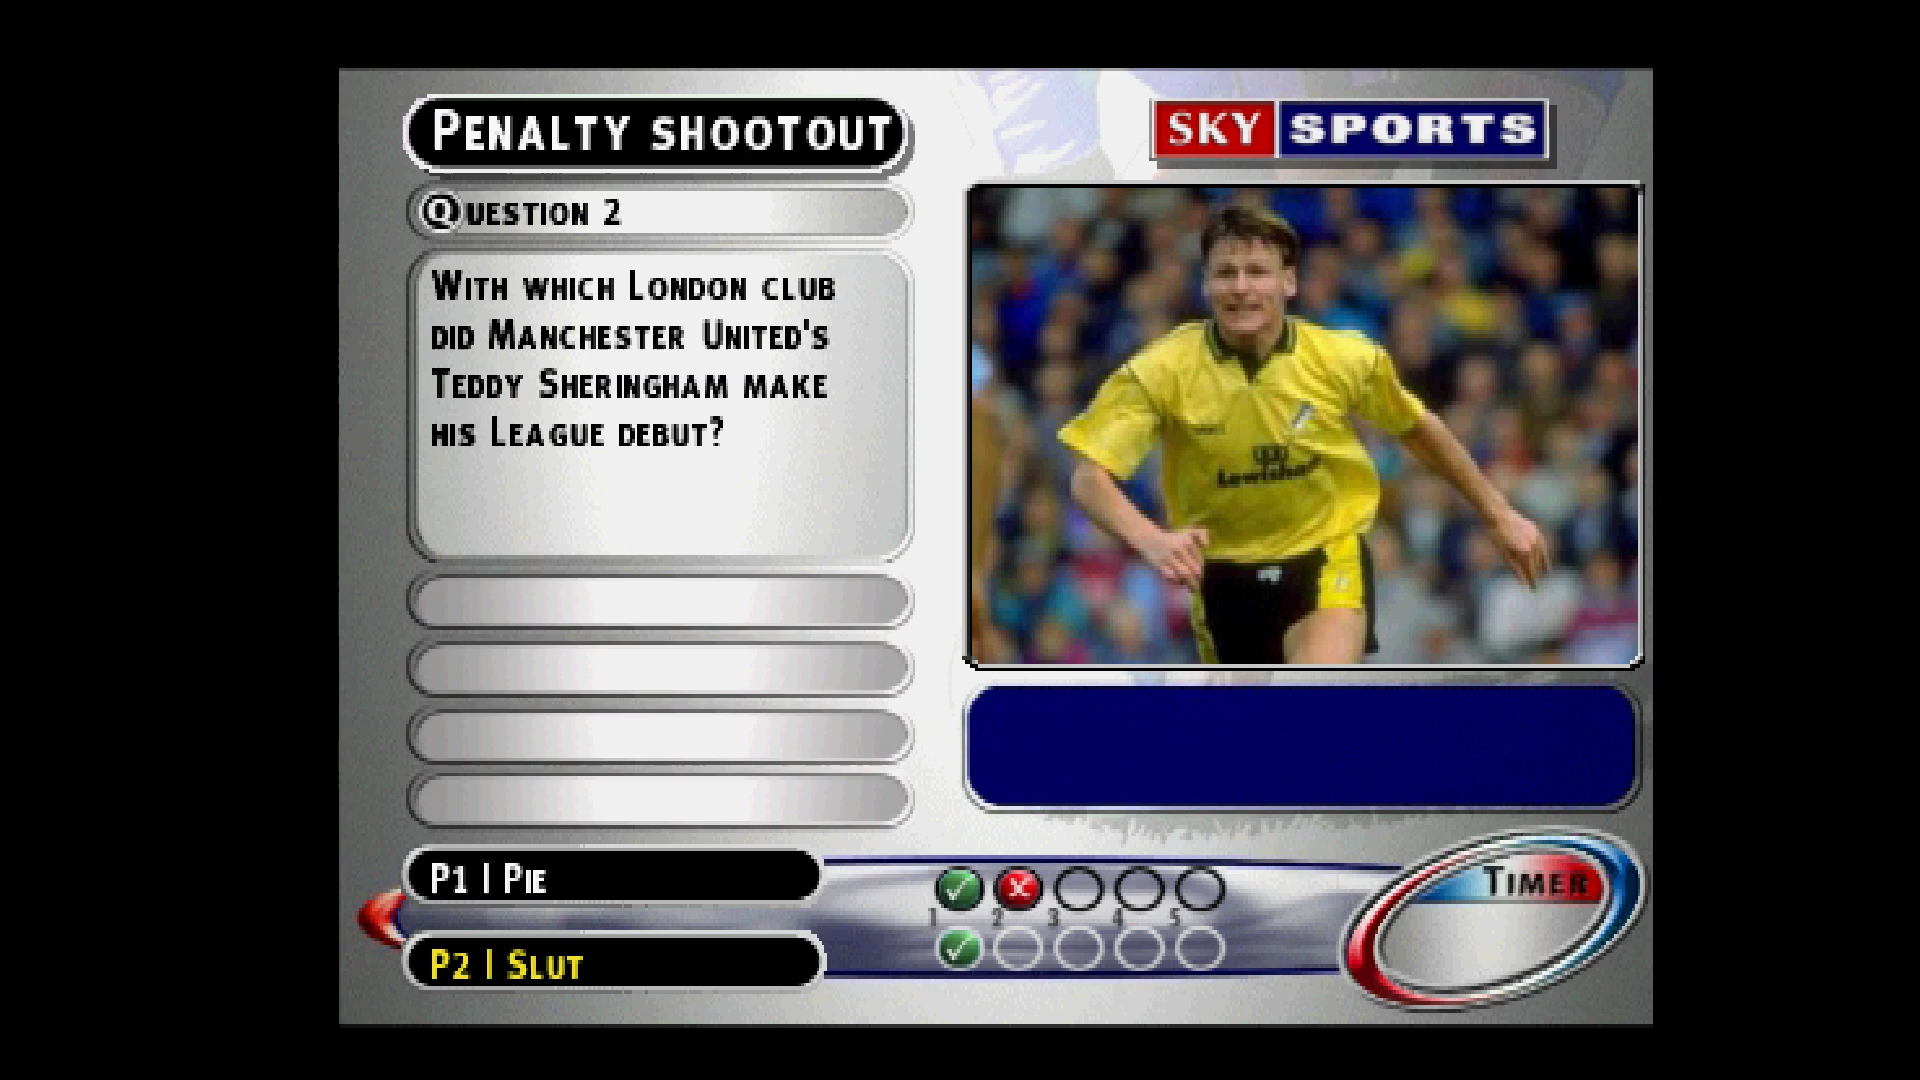 PENALTY SHOOTOUT
SKY SPORTS
QUESTION 2
WITH WHICH LONDON CLUB
DID MANCHESTER UNITED'S
TEDDY SHERINGHAM MAKE
HIS LEAGUE DEBUT?
Lewisham
P1 | PIE
1 2 3 4 5
P2 | SLUT
TIMER